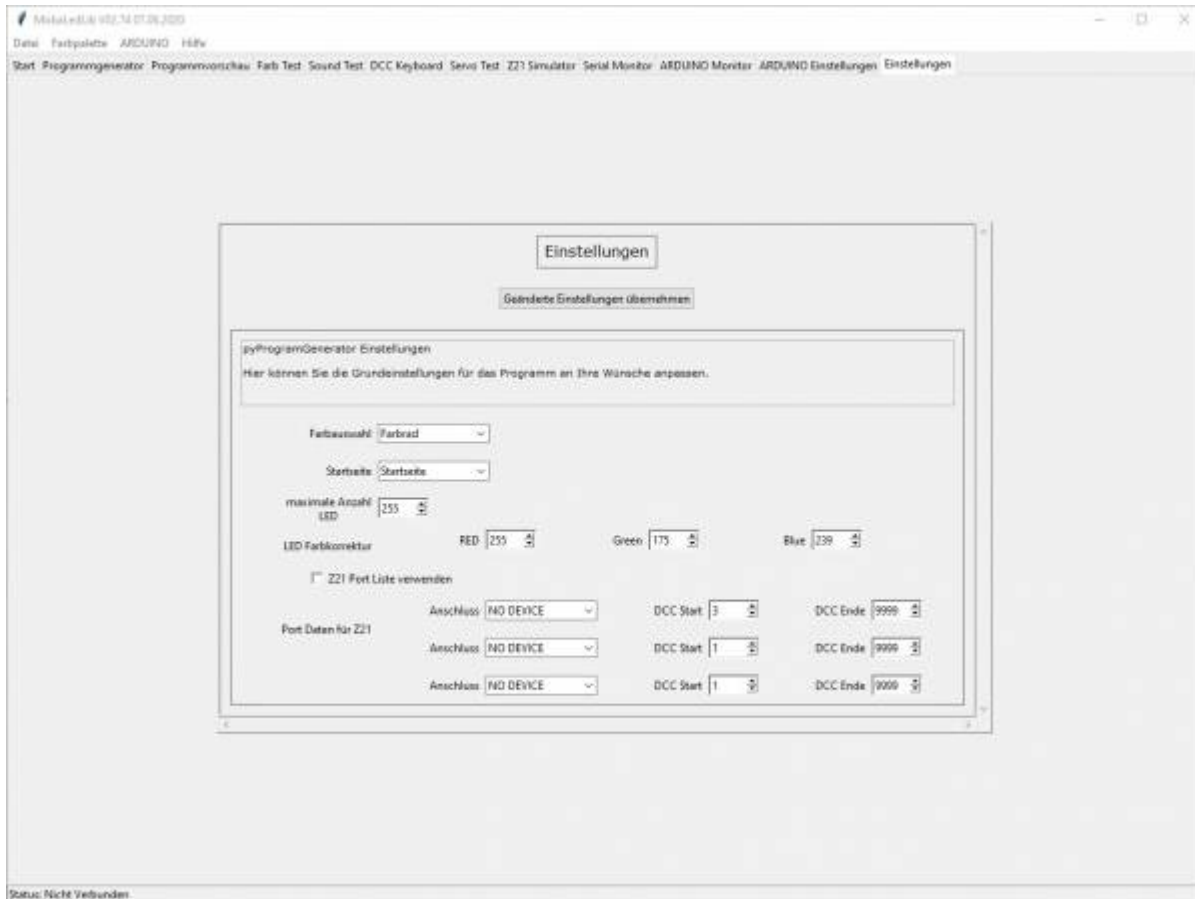 MobaLedLib V02.74 07.06.2020
Datei Farbpalette ARDUINO Hilfe
Start Programmgenerator Programmvorschau Farb Test Sound Test DCC Keyboard Servo Test Z21 Simulator Serial Monitor ARDUINO Monitor ARDUINO Einstellungen Einstellungen
Einstellungen
Geänderte Einstellungen übernehmen
pyProgramGenerator Einstellungen
Hier können Sie die Grundeinstellungen für das Programm an Ihre Wünsche anpassen.
Farbauswahl Farbrad
Startseite Startseite
maximale Anzahl
LED 255
LED Farbkorrektur RED 255 Green 175 Blue 239
Z21 Port Liste verwenden
Port Daten für Z21
Anschluss NO DEVICE DCC Start 3 DCC Ende 9999
Anschluss NO DEVICE DCC Start 1 DCC Ende 9999
Anschluss NO DEVICE DCC Start 1 DCC Ende 9999
Status: Nicht Verbunden